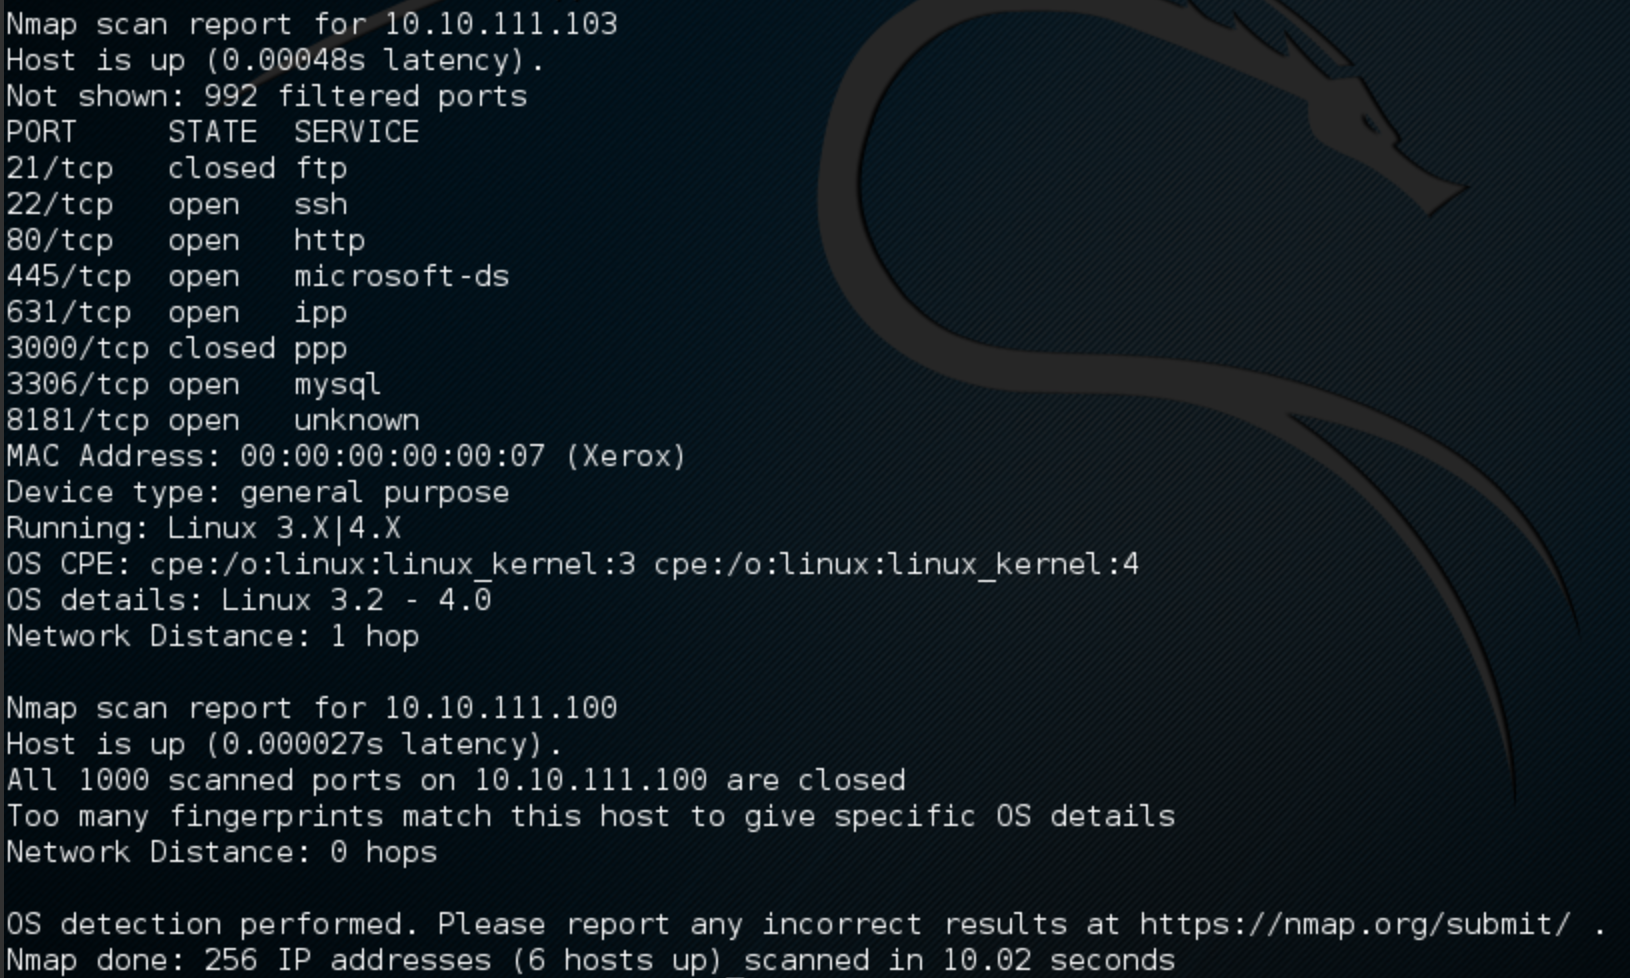 Nmap scan report for 10.10.111.103
Host is up (0.00048s latency).
Not shown: 992 filtered ports
PORT     STATE  SERVICE
21/tcp   closed ftp
22/tcp   open   ssh
80/tcp   open   http
445/tcp  open   microsoft-ds
631/tcp  open   ipp
3000/tcp closed ppp
3306/tcp open   mysql
8181/tcp open   unknown
MAC Address: 00:00:00:00:00:07 (Xerox)
Device type: general purpose
Running: Linux 3.X|4.X
OS CPE: cpe:/o:linux:linux_kernel:3 cpe:/o:linux:linux_kernel:4
OS details: Linux 3.2 - 4.0
Network Distance: 1 hop
Nmap scan report for 10.10.111.100
Host is up (0.000027s latency).
All 1000 scanned ports on 10.10.111.100 are closed
Too many fingerprints match this host to give specific OS details
Network Distance: 0 hops
OS detection performed. Please report any incorrect results at https://nmap.org/submit/ .
Nmap done: 256 IP addresses (6 hosts up) scanned in 10.02 seconds